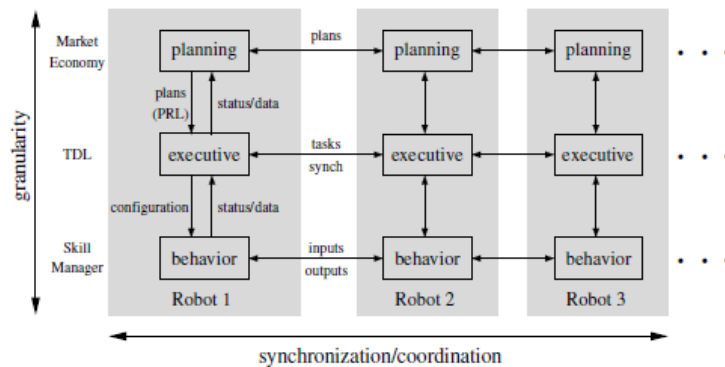 Market
Economy
planning
plans
planning
planning
plans
(PRL)
status/data
granularity
TDL
executive
tasks
synch
executive
executive
configuration
status/data
Skill
Manager
behavior
inputs
outputs
behavior
behavior
Robot 1
Robot 2
Robot 3
synchronization/coordination